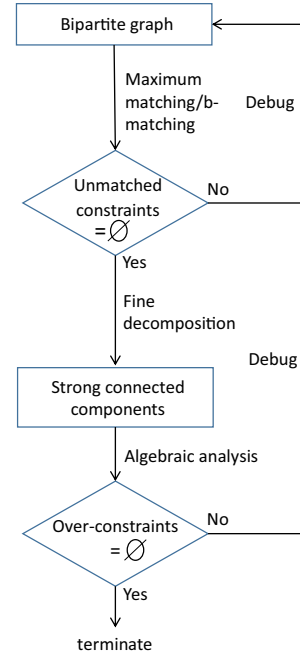 Bipartite graph
Maximum
matching/b-
matching
Debug
Unmatched
constraints
= ∅
No
Yes
Fine
decomposition
Debug
Strong connected
components
Algebraic analysis
Over-constraints
= ∅
No
Yes
terminate